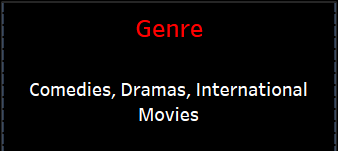 Genre
Comedies, Dramas, International
Movies